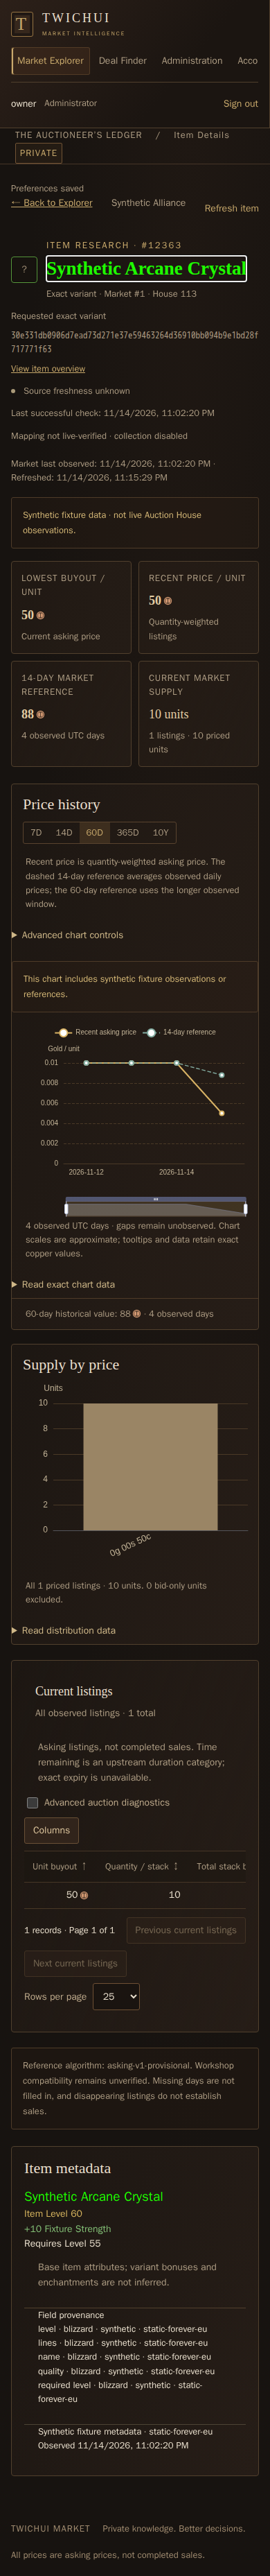 T
TWICHUI
MARKET INTELLIGENCE
Market Explorer Deal Finder Administration Acco
owner Administrator Sign out
THE AUCTIONEER'S LEDGER / Item Details
PRIVATE
Preferences saved
← Back to Explorer Synthetic Alliance Refresh item
ITEM RESEARCH · #12363
?
Synthetic Arcane Crystal
Exact variant · Market #1 · House 113
Requested exact variant
30e331db0906d7ead73d271e37e59463264d36910bb094b9e1bd28f
717771f63
View item overview
Source freshness unknown
Last successful check: 11/14/2026, 11:02:20 PM
Mapping not live-verified · collection disabled
Market last observed: 11/14/2026, 11:02:20 PM ·
Refreshed: 11/14/2026, 11:15:29 PM
Synthetic fixture data · not live Auction House
observations.
LOWEST BUYOUT /
UNIT
50
Current asking price
RECENT PRICE / UNIT
50
Quantity-weighted
listings
14-DAY MARKET
REFERENCE
88
4 observed UTC days
CURRENT MARKET
SUPPLY
10 units
1 listings · 10 priced
units
Price history
7D 14D 60D 365D 10Y
Recent price is quantity-weighted asking price. The
dashed 14-day reference averages observed daily
prices; the 60-day reference uses the longer observed
window.
▶ Advanced chart controls
This chart includes synthetic fixture observations or
references.
Recent asking price 14-day reference
Gold / unit
0.01
0.008
0.006
0.004
0.002
0
2026-11-12 2026-11-14
4 observed UTC days · gaps remain unobserved. Chart
scales are approximate; tooltips and data retain exact
copper values.
▶ Read exact chart data
60-day historical value: 88 · 4 observed days
Supply by price
Units
10
8
6
4
2
0
0g 00s 50c
All 1 priced listings · 10 units. 0 bid-only units
excluded.
▶ Read distribution data
Current listings
All observed listings · 1 total
Asking listings, not completed sales. Time
remaining is an upstream duration category;
exact expiry is unavailable.
Advanced auction diagnostics
Columns
Unit buyout ↑ Quantity / stack ↕ Total stack b
50 10
1 records · Page 1 of 1 Previous current listings
Next current listings
Rows per page 25
Reference algorithm: asking-v1-provisional. Workshop
compatibility remains unverified. Missing days are not
filled in, and disappearing listings do not establish
sales.
Item metadata
Synthetic Arcane Crystal
Item Level 60
+10 Fixture Strength
Requires Level 55
Base item attributes; variant bonuses and
enchantments are not inferred.
Field provenance
level · blizzard · synthetic · static-forever-eu
lines · blizzard · synthetic · static-forever-eu
name · blizzard · synthetic · static-forever-eu
quality · blizzard · synthetic · static-forever-eu
required level · blizzard · synthetic · static-
forever-eu
Synthetic fixture metadata · static-forever-eu
Observed 11/14/2026, 11:02:20 PM
TWICHUI MARKET Private knowledge. Better decisions.
All prices are asking prices, not completed sales.